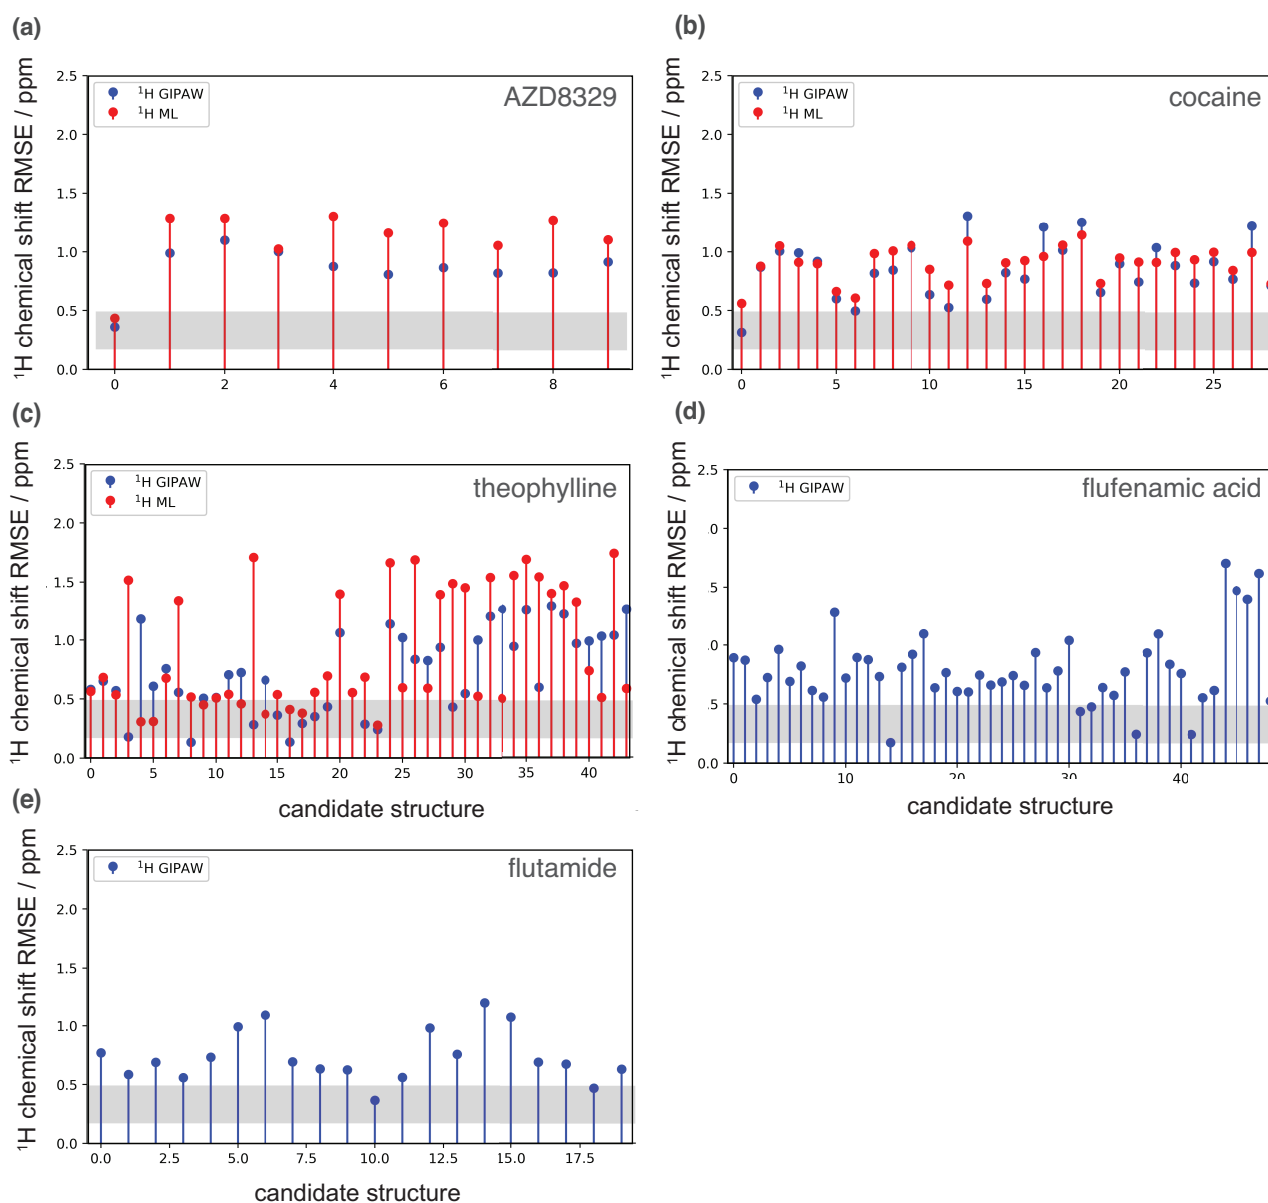 (a)
¹H chemical shift RMSE / ppm
2.5
2.0
1.5
1.0
0.5
0.0
¹H GIPAW
¹H ML
AZD8329
0 2 4 6 8
(b)
¹H chemical shift RMSE / ppm
2.5
2.0
1.5
1.0
0.5
0.0
¹H GIPAW
¹H ML
cocaine
0 5 10 15 20 25
(c)
¹H chemical shift RMSE / ppm
2.5
2.0
1.5
1.0
0.5
0.0
¹H GIPAW
¹H ML
theophylline
0 5 10 15 20 25 30 35 40
candidate structure
(d)
¹H chemical shift RMSE / ppm
2.5
.0
.5
.0
.5
0.0
¹H GIPAW
flufenamic acid
0 10 20 30 40
candidate structure
(e)
¹H chemical shift RMSE / ppm
2.5
2.0
1.5
1.0
0.5
0.0
¹H GIPAW
flutamide
0.0 2.5 5.0 7.5 10.0 12.5 15.0 17.5
candidate structure